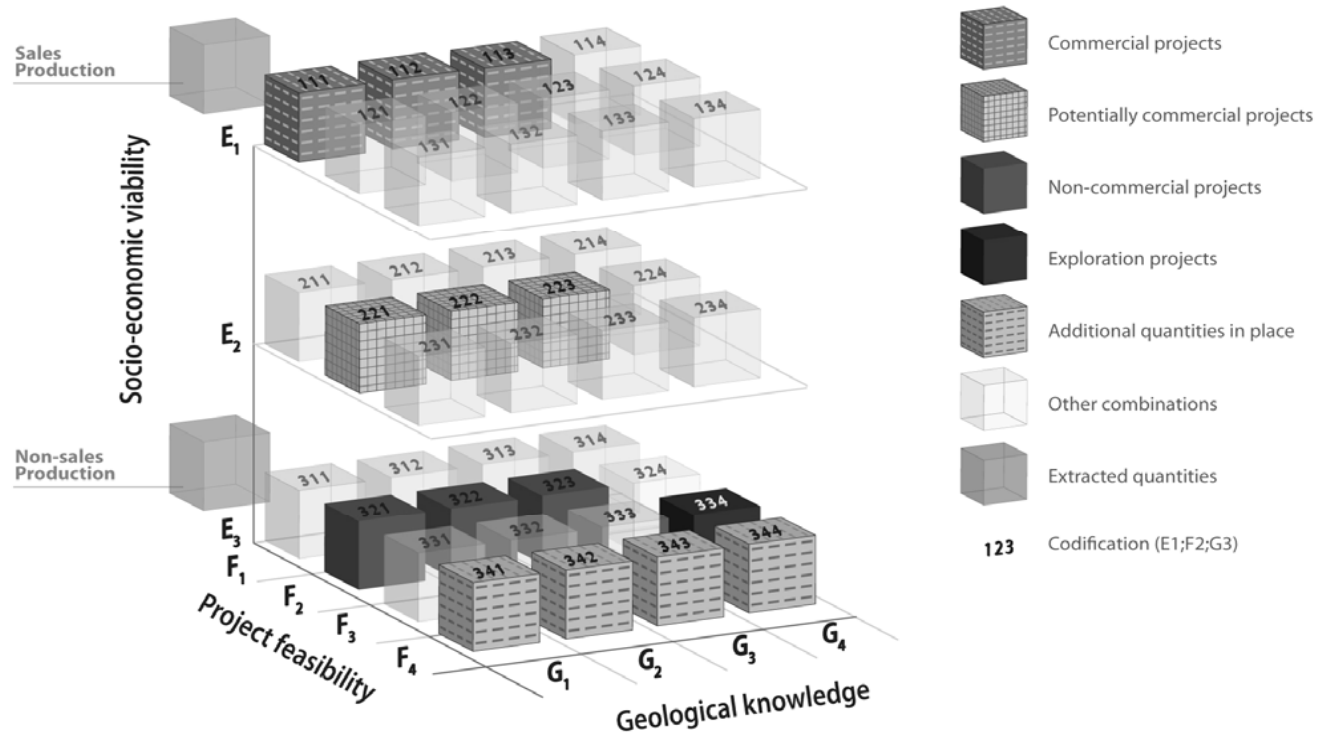 Sales
Production
Socio-economic viability
E1
111
112
113
114
121
122
123
124
131
132
133
134
E2
211
212
213
214
221
222
223
224
231
232
233
234
Non-sales
Production
E3
311
312
313
314
321
322
323
324
331
332
333
334
341
342
343
344
F1
F2
F3
F4
Project feasibility
G1
G2
G3
G4
Geological knowledge
Commercial projects
Potentially commercial projects
Non-commercial projects
Exploration projects
Additional quantities in place
Other combinations
Extracted quantities
123 Codification (E1;F2;G3)